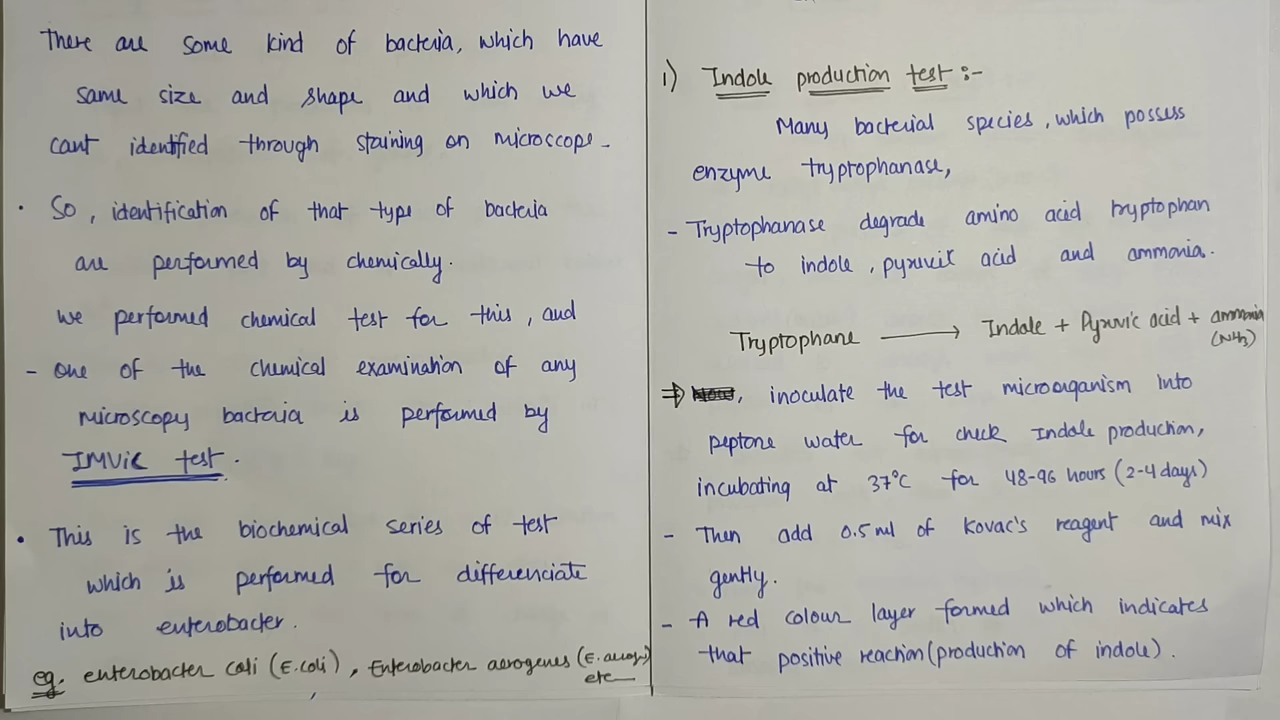 There are some kind of bacteria, which have
same size and shape and which we
cant identified through staining on microscope.
• So, identification of that type of bacteria
are performed by chemically.
we performed chemical test for this, and
- one of the chemical examination of any
microscopy bacteria is performed by
IMViC test.
• This is the biochemical series of test
which is performed for differenciate
into enterobacter.
eg. enterobacter coli (E.coli), Enterobacter aerogenes (E. aerog)
etc
i) Indole production test :-
Many bacterial species, which possess
enzyme tryptophanase,
- Tryptophanase degrade amino acid tryptophan
to indole, pyruvic acid and ammonia.
Tryptophane ⟶ Indole + Pyruvic acid + ammonia
(NH3)
⇒ , inoculate the test microorganism into
peptone water for check Indole production,
incubating at 37°C for 48-96 hours (2-4 days)
- Then add 0.5 ml of Kovac's reagent and mix
gently.
- A red colour layer formed which indicates
that positive reaction (production of indole).